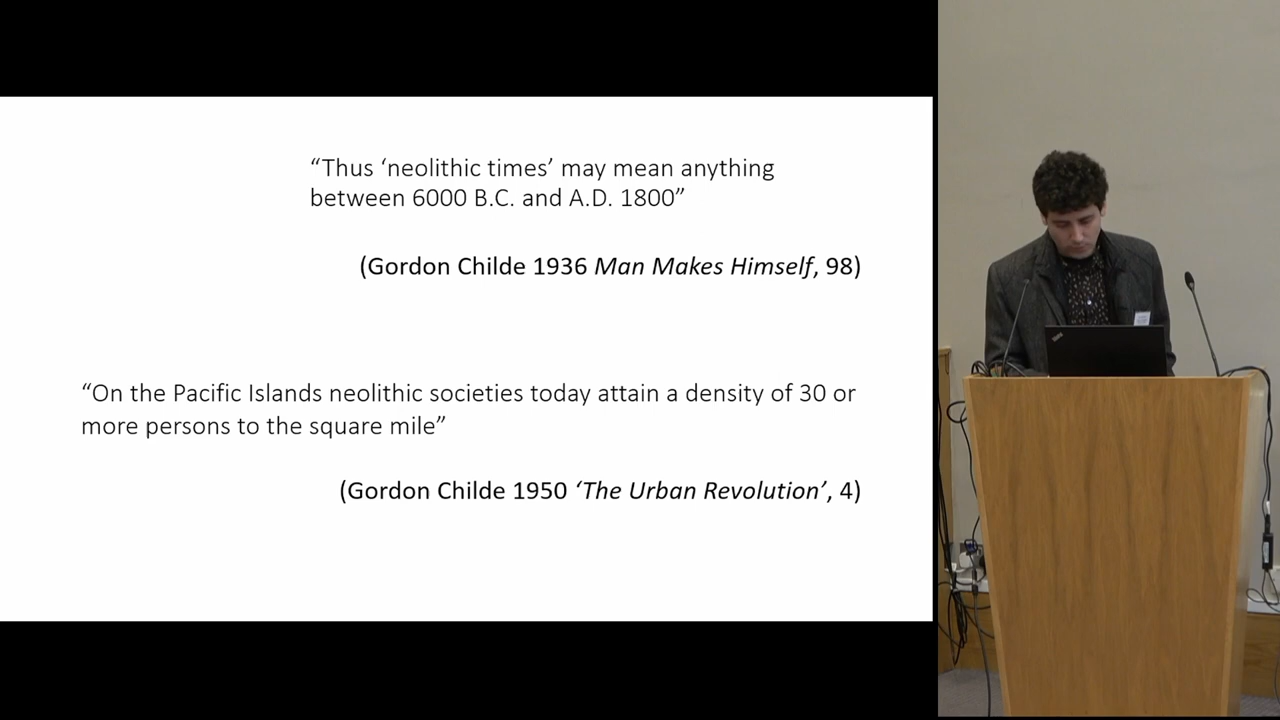 “Thus ‘neolithic times’ may mean anything
between 6000 B.C. and A.D. 1800”
(Gordon Childe 1936 Man Makes Himself, 98)
“On the Pacific Islands neolithic societies today attain a density of 30 or
more persons to the square mile”
(Gordon Childe 1950 ‘The Urban Revolution’, 4)